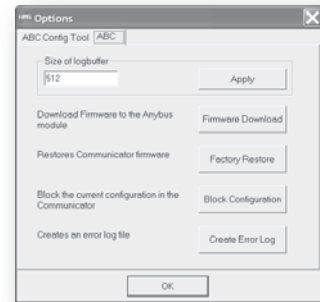 HMS Options
ABC Config Tool ABC
Size of logbuffer
512
Apply
Download Firmware to the Anybus
module
Firmware Download
Restores Communicator firmware
Factory Restore
Block the current configuration in the
Communicator
Block Configuration
Creates an error log file
Create Error Log
OK